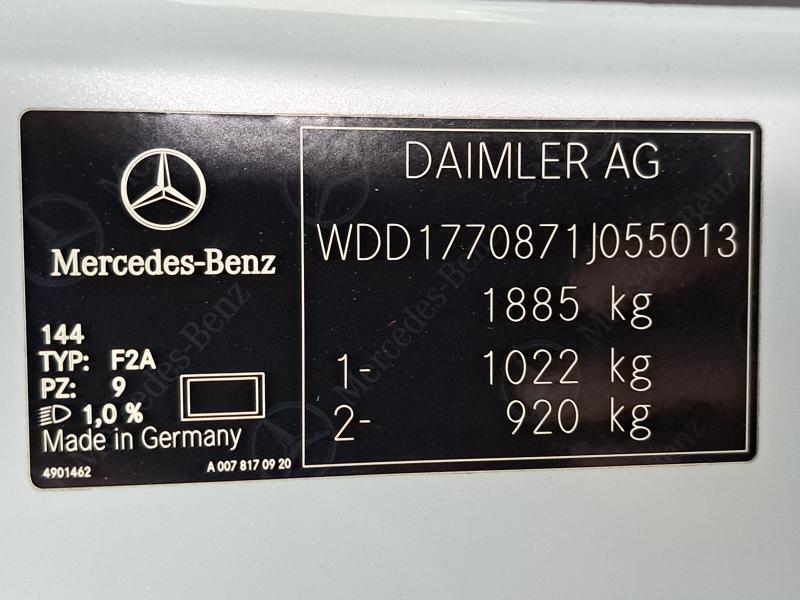 Mercedes-Benz
144
TYP: F2A
PZ: 9
1,0 %
Made in Germany
4901462
A 007 817 09 20
DAIMLER AG
WDD1770871J055013
1885 kg
1- 1022 kg
2- 920 kg